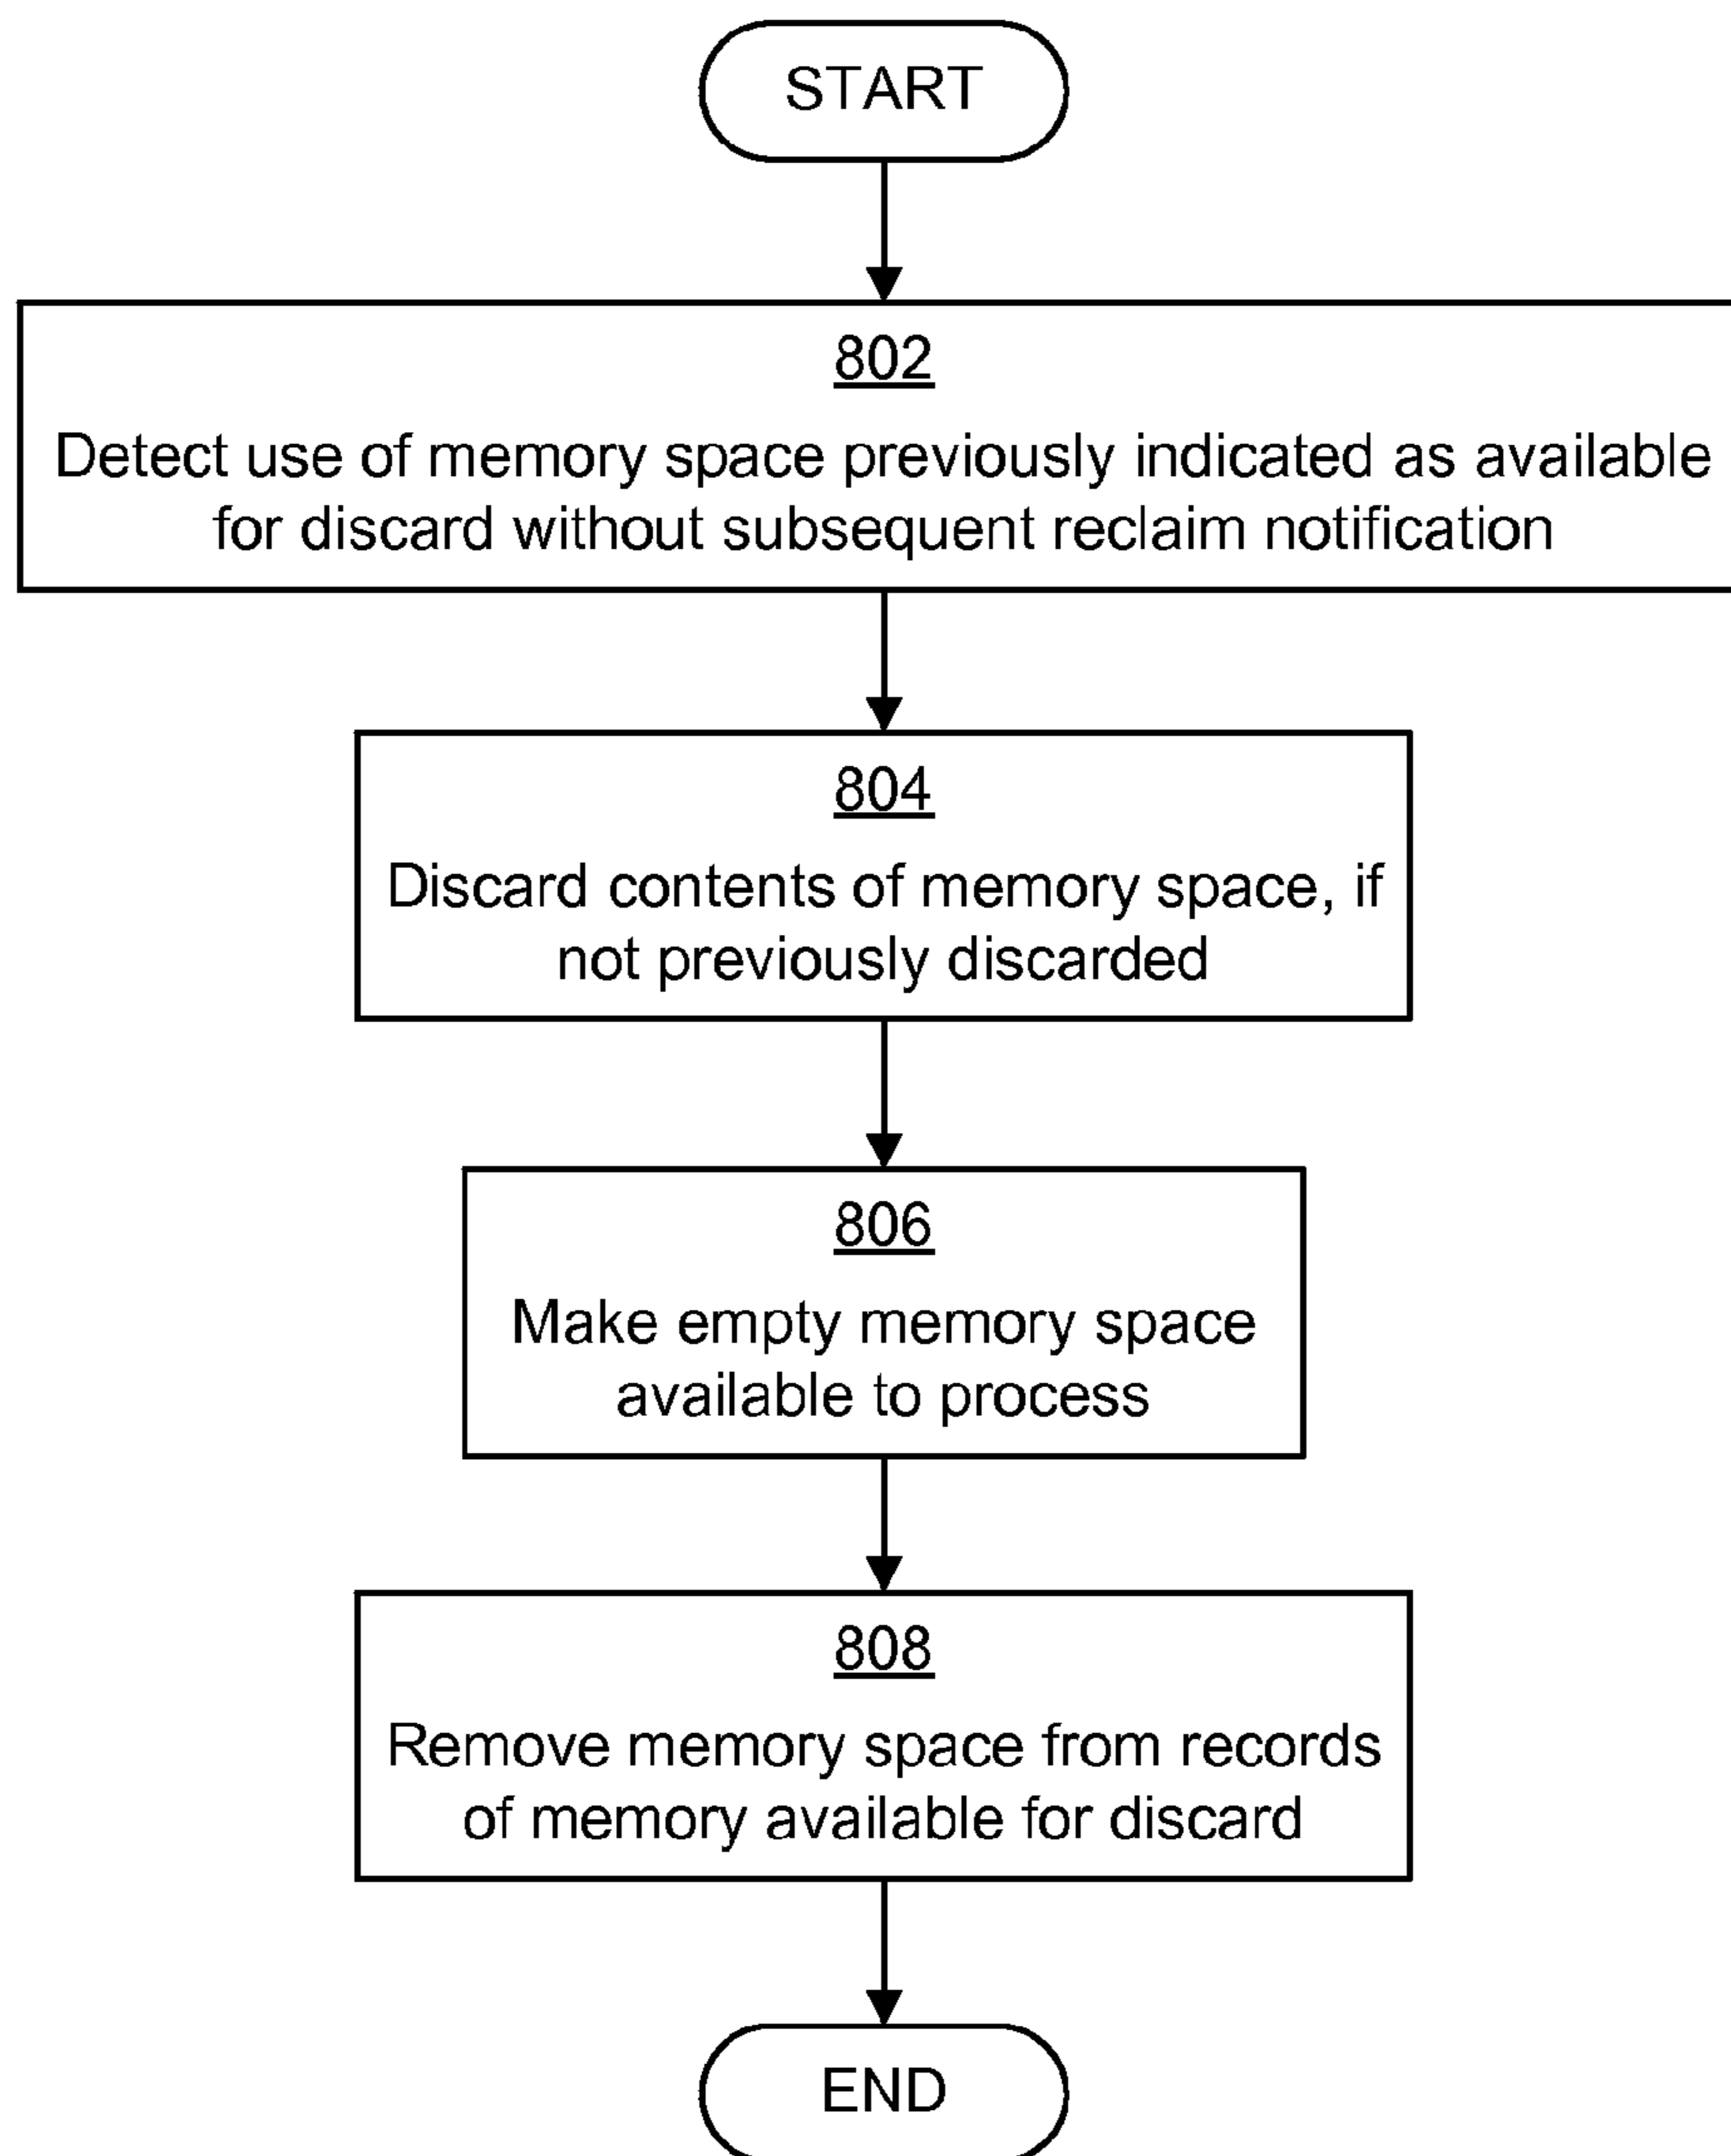 START
802
Detect use of memory space previously indicated as available
for discard without subsequent reclaim notification
804
Discard contents of memory space, if
not previously discarded
806
Make empty memory space
available to process
808
Remove memory space from records
of memory available for discard
END